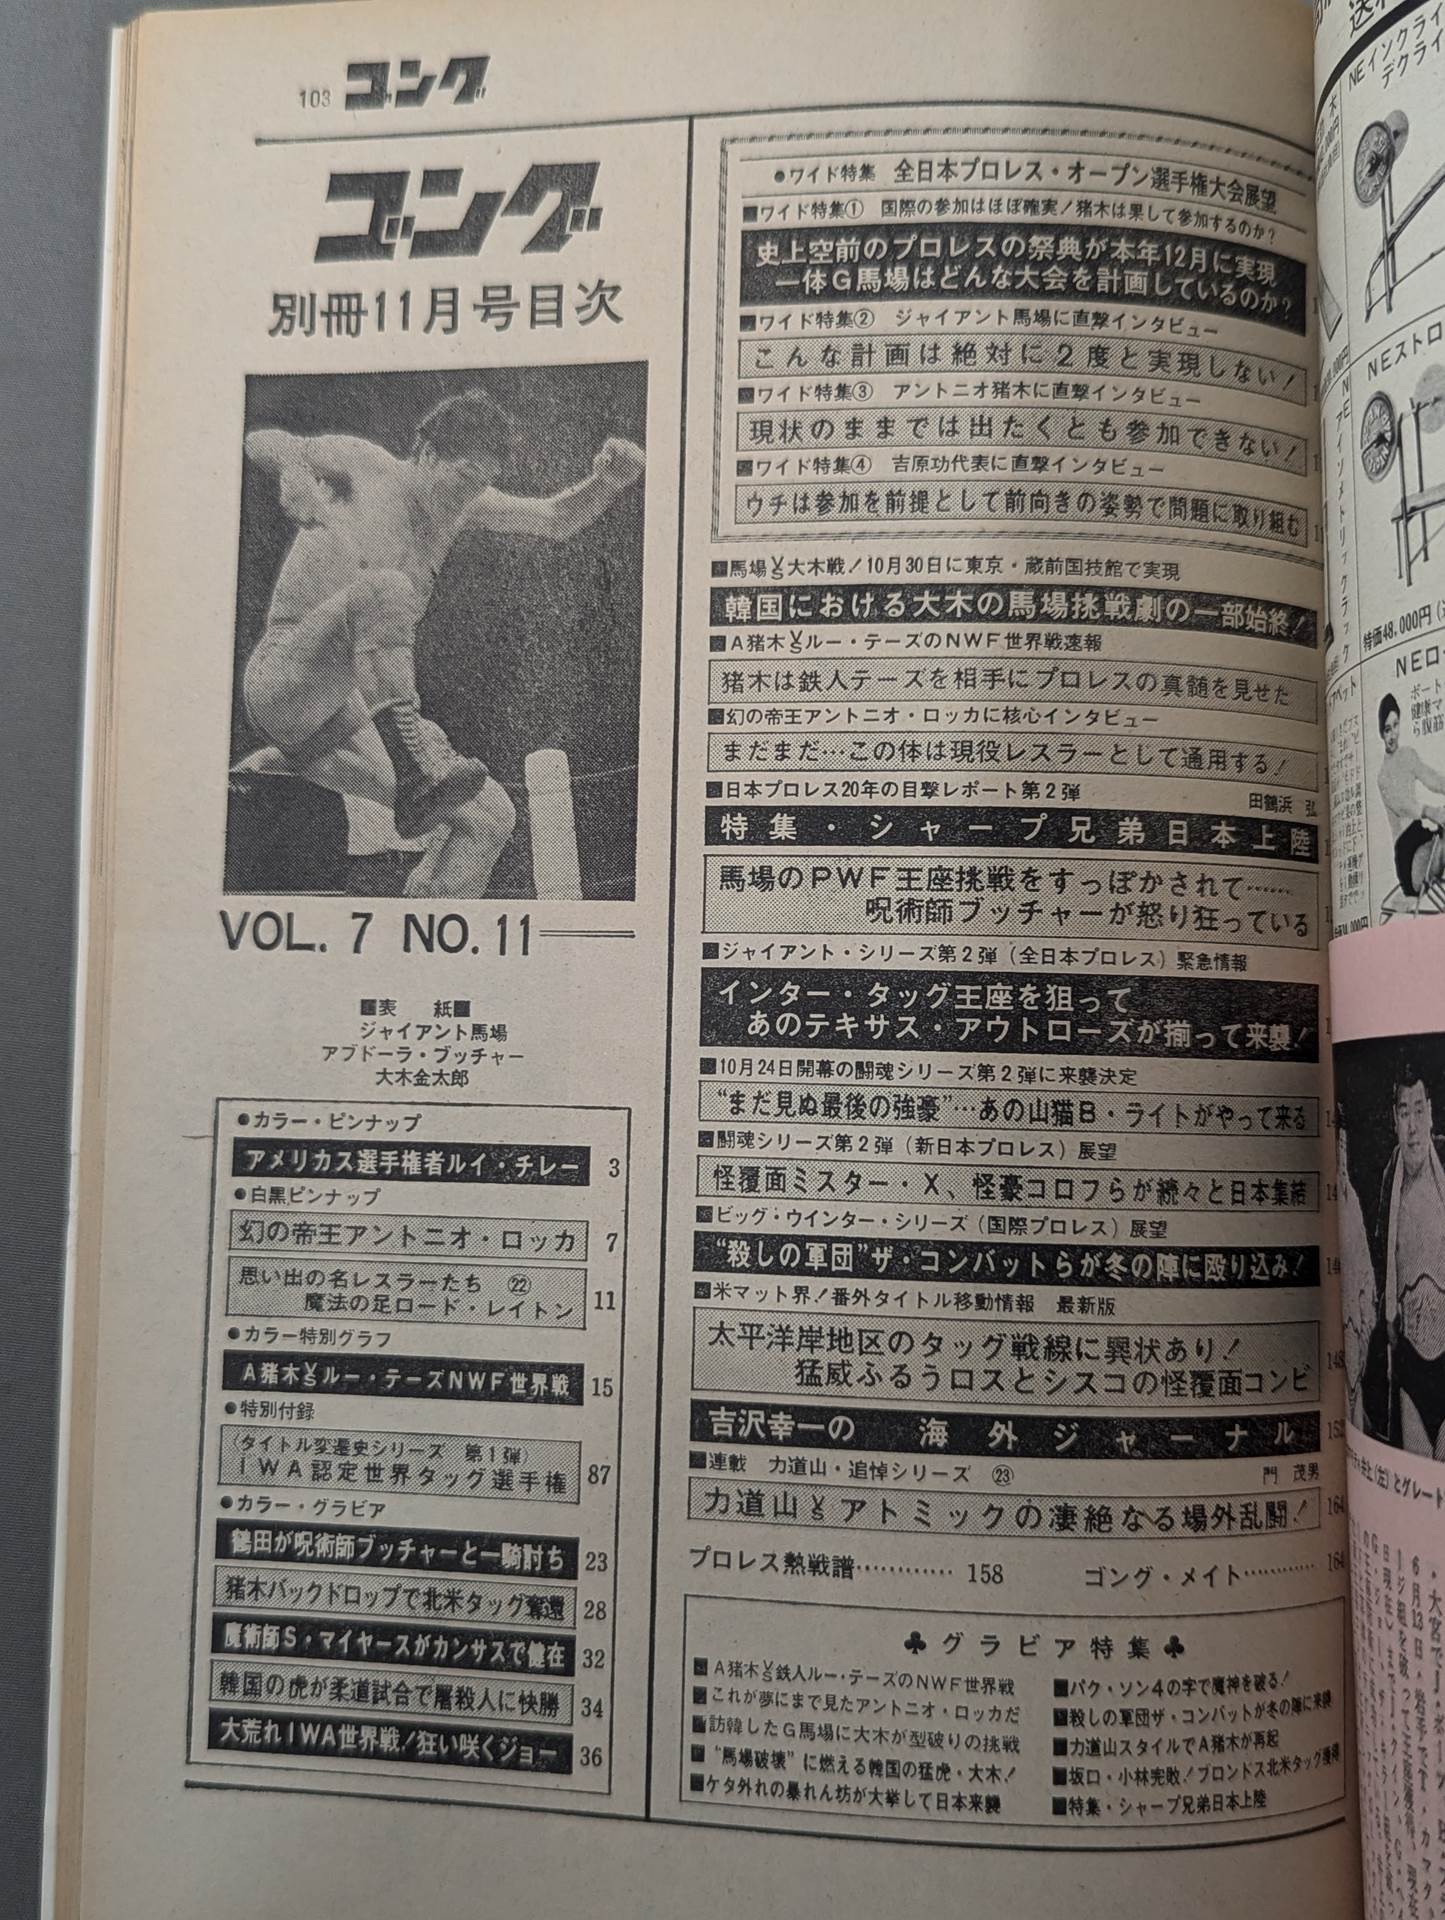 103 ゴング
ゴング
別冊11月号目次
VOL. 7 NO. 11
■表 紙■
ジャイアント馬場
アブドーラ・ブッチャー
大木金太郎
●カラー・ピンナップ
アメリカス選手権者ルイ・チレー 3
●白黒ピンナップ
幻の帝王アントニオ・ロッカ 7
思い出の名レスラーたち ㉒
魔法の足ロード・レイトン 11
●カラー特別グラフ
A猪木VSルー・テーズNWF世界戦 15
●特別付録
(タイトル変遷史シリーズ 第1弾)
IWA認定世界タッグ選手権 87
●カラー・グラビア
鶴田が呪術師ブッチャーと一騎討ち 23
猪木バックドロップで北米タッグ奪還 28
魔術師S・マイヤースがカンサスで健在 32
韓国の虎が柔道試合で屠殺人に快勝 34
大荒れIWA世界戦!狂い咲くジョー 36
●ワイド特集 全日本プロレス・オープン選手権大会展望
■ワイド特集① 国際の参加はほぼ確実!猪木は果して参加するのか?
史上空前のプロレスの祭典が本年12月に実現
一体G馬場はどんな大会を計画しているのか?
■ワイド特集② ジャイアント馬場に直撃インタビュー
こんな計画は絶対に2度と実現しない!
■ワイド特集③ アントニオ猪木に直撃インタビュー
現状のままでは出たくとも参加できない!
■ワイド特集④ 吉原功代表に直撃インタビュー
ウチは参加を前提として前向きの姿勢で問題に取り組む
■馬場VS大木戦!10月30日に東京・蔵前国技館で実現
韓国における大木の馬場挑戦劇の一部始終!
■A猪木VSルー・テーズのNWF世界戦速報
猪木は鉄人テーズを相手にプロレスの真髄を見せた
■幻の帝王アントニオ・ロッカに核心インタビュー
まだまだ…この体は現役レスラーとして通用する!
■日本プロレス20年の目撃レポート第2弾 田鶴浜 弘
特集・シャープ兄弟日本上陸
馬場のPWF王座挑戦をすっぽかされて……
呪術師ブッチャーが怒り狂っている
■ジャイアント・シリーズ第2弾(全日本プロレス)緊急情報
インター・タッグ王座を狙って
あのテキサス・アウトローズが揃って来襲!
■10月24日開幕の闘魂シリーズ第2弾に来襲決定
“まだ見ぬ最後の強豪”…あの山猫B・ライトがやって来る
■闘魂シリーズ第2弾(新日本プロレス)展望
怪覆面ミスター・X、怪豪コロフらが続々と日本集結
■ビッグ・ウインター・シリーズ(国際プロレス)展望
“殺しの軍団”ザ・コンバットらが冬の陣に殴り込み!
■米マット界!番外タイトル移動情報 最新版
太平洋岸地区のタッグ戦線に異状あり!
猛威ふるうロスとシスコの怪覆面コンビ
吉沢幸一の 海外ジャーナル 152
■連載 力道山・追悼シリーズ ㉓ 門 茂男
力道山VSアトミックの凄絶なる場外乱闘! 164
プロレス熱戦譜………… 158 ゴング・メイト………… 164
♣グラビア特集♣
■A猪木VS鉄人ルー・テーズのNWF世界戦
■これが夢にまで見たアントニオ・ロッカだ
■訪韓したG馬場に大木が型破りの挑戦
■“馬場破壊”に燃える韓国の猛虎・大木!
■ケタ外れの暴れん坊が大挙して日本来襲
■パク・ソン4の字で魔神を破る!
■殺しの軍団ザ・コンバットが冬の陣に来襲
■力道山スタイルでA猪木が再起
■坂口・小林完敗!ブロントス北米タッグ獲得
■特集・シャープ兄弟日本上陸
NEインクライ
デクライ
NEストロ
特価48,000円
NEロー